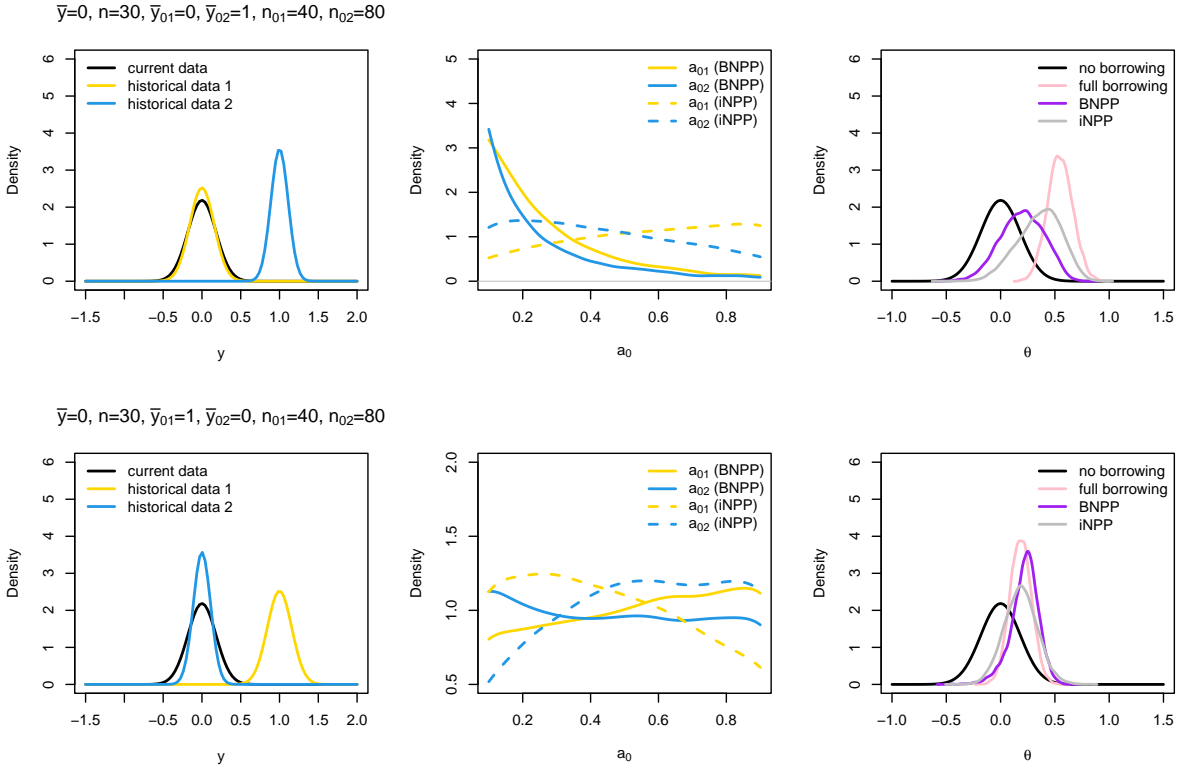 ȳ=0, n=30, ȳ₀₁=0, ȳ₀₂=1, n₀₁=40, n₀₂=80
current data
historical data 1
historical data 2
Density
0 1 2 3 4 5 6
−1.5 −0.5 0.0 0.5 1.0 1.5 2.0
y
a₀₁ (BNPP)
a₀₂ (BNPP)
a₀₁ (iNPP)
a₀₂ (iNPP)
Density
0 1 2 3 4 5
0.2 0.4 0.6 0.8
a₀
no borrowing
full borrowing
BNPP
iNPP
Density
0 1 2 3 4 5 6
−1.0 −0.5 0.0 0.5 1.0 1.5
θ
ȳ=0, n=30, ȳ₀₁=1, ȳ₀₂=0, n₀₁=40, n₀₂=80
current data
historical data 1
historical data 2
Density
0 1 2 3 4 5 6
−1.5 −0.5 0.0 0.5 1.0 1.5 2.0
y
a₀₁ (BNPP)
a₀₂ (BNPP)
a₀₁ (iNPP)
a₀₂ (iNPP)
Density
0.5 1.0 1.5 2.0
0.2 0.4 0.6 0.8
a₀
no borrowing
full borrowing
BNPP
iNPP
Density
0 1 2 3 4 5 6
−1.0 −0.5 0.0 0.5 1.0 1.5
θ